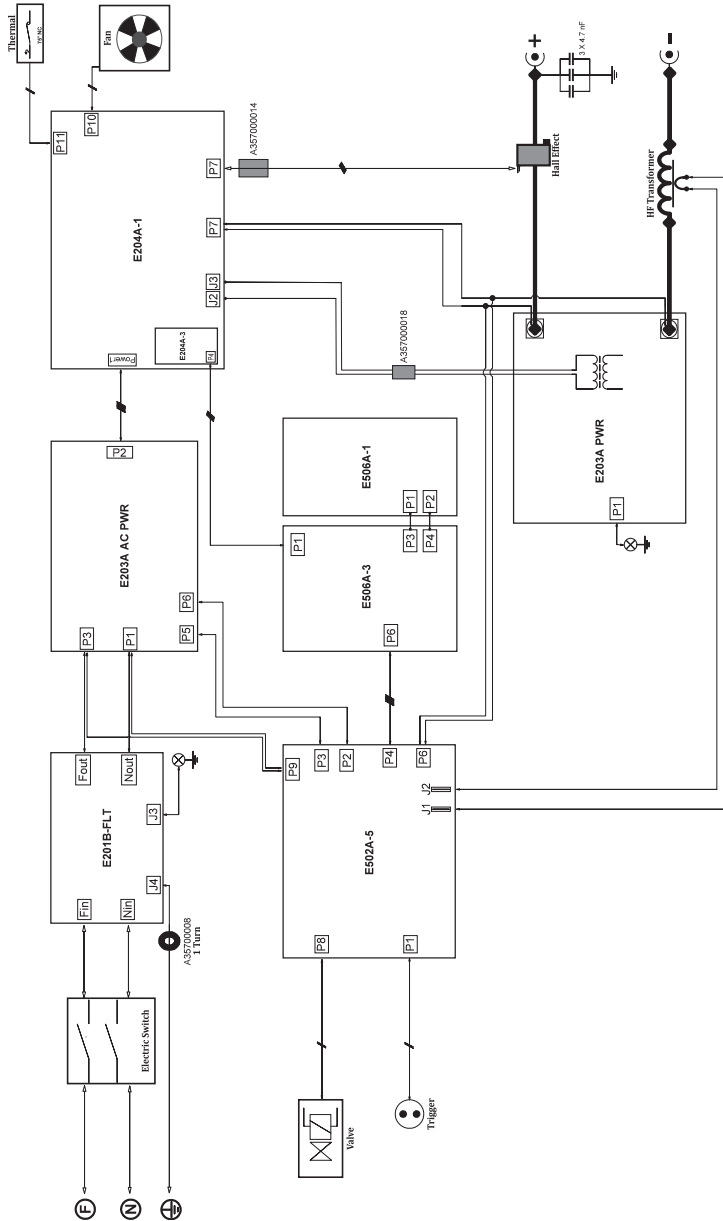 Thermal
75° NC.
Fan
P11
P10
E204A-1
P7
A357000014
P7
J3
J2
E204A-3
P4
Power
+
3 X 4.7 nF
Hall Effect
-
HF Transformer
A357000018
P2
E203A AC PWR
P3
P1
P5
P6
E506A-1
P1
P2
P1
P3
P4
E506A-3
P6
E203A PWR
P1
Fout
Nout
E201B-FLT
J3
J4
Fin
Nin
P9
P3
P2
P4
P6
J1
J2
E502A-5
P8
P1
A35700008
1 Turn
Electric Switch
F
N
Valve
Trigger